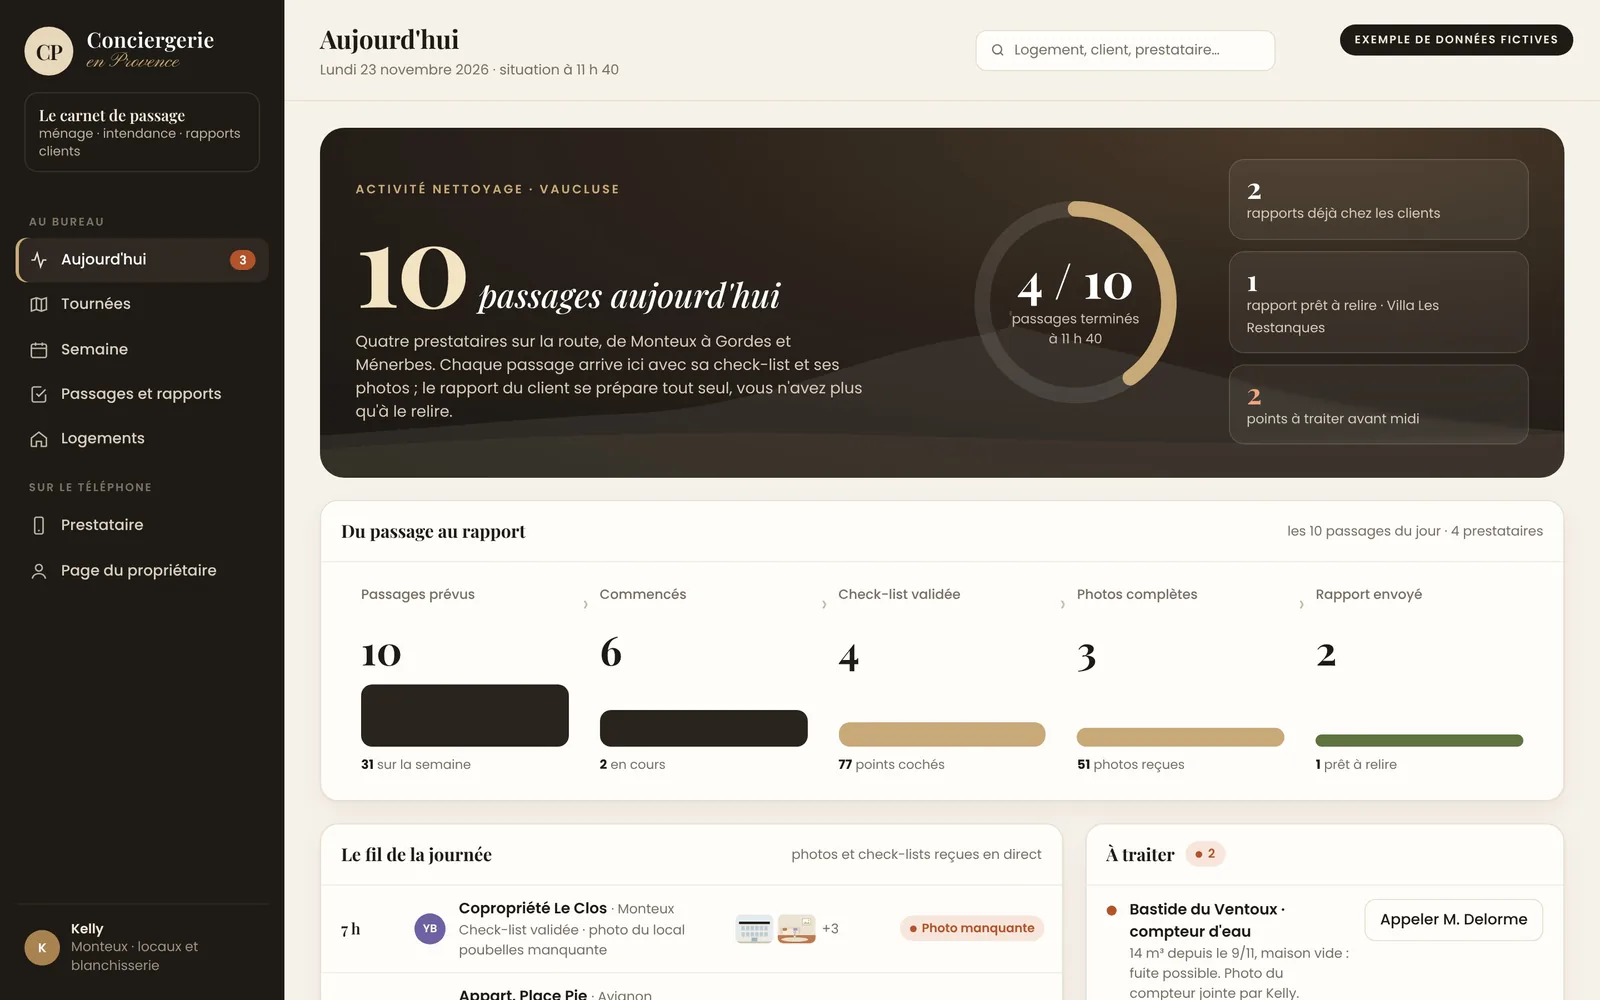 CP
Conciergerie
en Provence
Le carnet de passage
ménage · intendance · rapports
clients
AU BUREAU
Aujourd'hui
3
Tournées
Semaine
Passages et rapports
Logements
SUR LE TÉLÉPHONE
Prestataire
Page du propriétaire
K
Kelly
Monteux · locaux et
blanchisserie
Aujourd'hui
Lundi 23 novembre 2026 · situation à 11 h 40
Logement, client, prestataire...
EXEMPLE DE DONNÉES FICTIVES
ACTIVITÉ NETTOYAGE · VAUCLUSE
10 passages aujourd'hui
Quatre prestataires sur la route, de Monteux à Gordes et
Ménerbes. Chaque passage arrive ici avec sa check-list et ses
photos ; le rapport du client se prépare tout seul, vous n'avez plus
qu'à le relire.
4 / 10
passages terminés
à 11 h 40
2
rapports déjà chez les clients
1
rapport prêt à relire · Villa Les
Restanques
2
points à traiter avant midi
Du passage au rapport
les 10 passages du jour · 4 prestataires
Passages prévus
10
31 sur la semaine
Commencés
6
2 en cours
Check-list validée
4
77 points cochés
Photos complètes
3
51 photos reçues
Rapport envoyé
2
1 prêt à relire
Le fil de la journée
photos et check-lists reçues en direct
7 h
YB
Copropriété Le Clos · Monteux
Check-list validée · photo du local
poubelles manquante
+3
Photo manquante
Appart. Place Pie · Avignon
À traiter
2
Bastide du Ventoux ·
compteur d'eau
14 m³ depuis le 9/11, maison vide :
fuite possible. Photo du
compteur jointe par Kelly.
Appeler M. Delorme